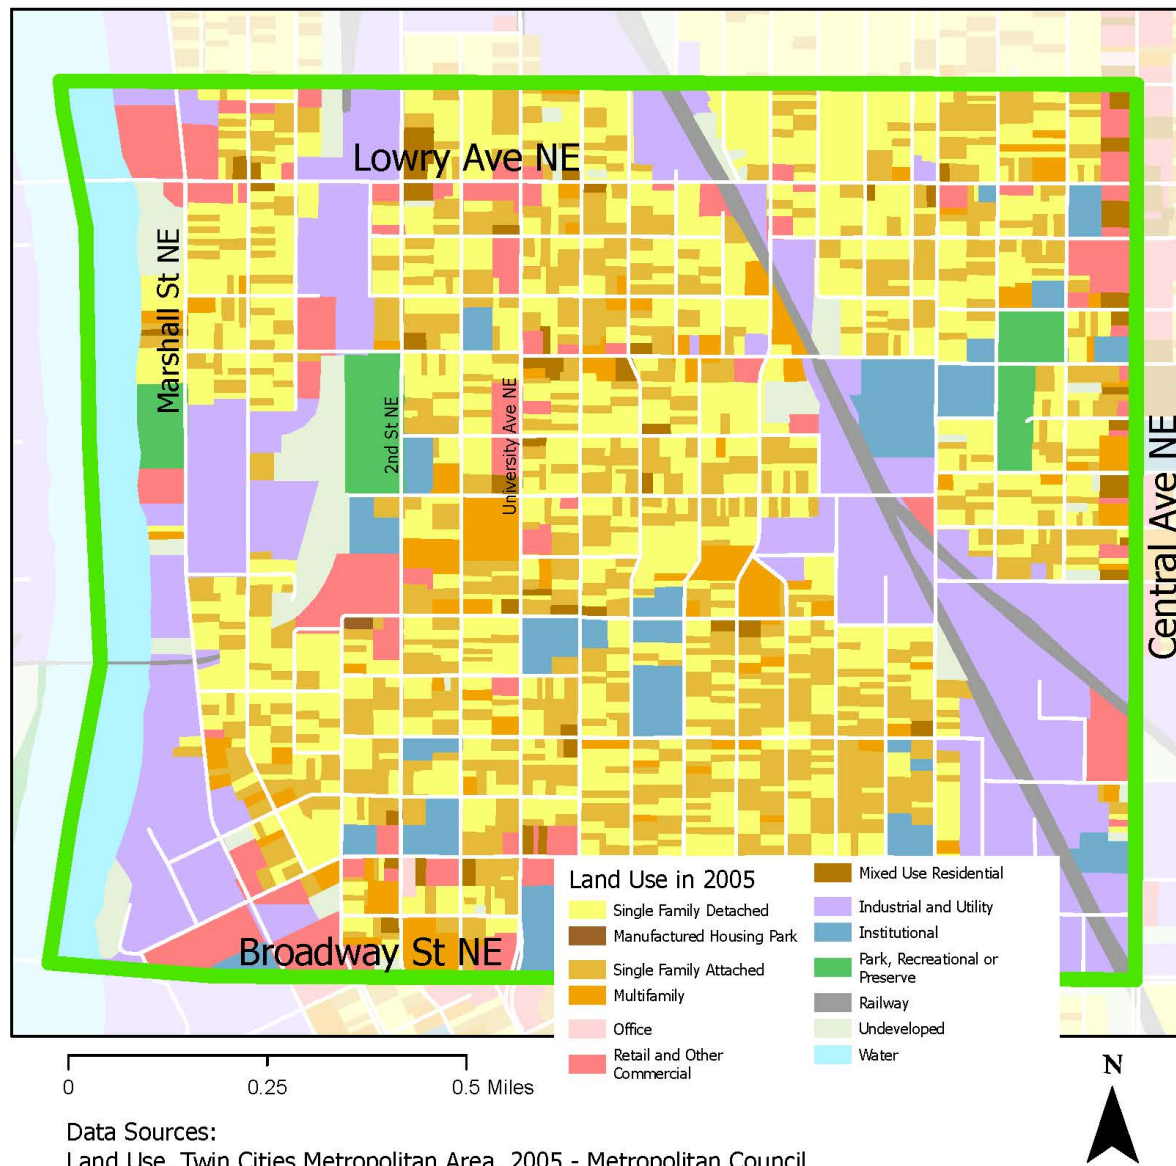 Lowry Ave NE
Marshall St NE
2nd St NE
University Ave NE
Central Ave NE
Broadway St NE
Land Use in 2005
Single Family Detached
Manufactured Housing Park
Single Family Attached
Multifamily
Office
Retail and Other
Commercial
Mixed Use Residential
Industrial and Utility
Institutional
Park, Recreational or
Preserve
Railway
Undeveloped
Water
0 0.25 0.5 Miles
N
Data Sources:
Land Use, Twin Cities Metropolitan Area, 2005 - Metropolitan Council